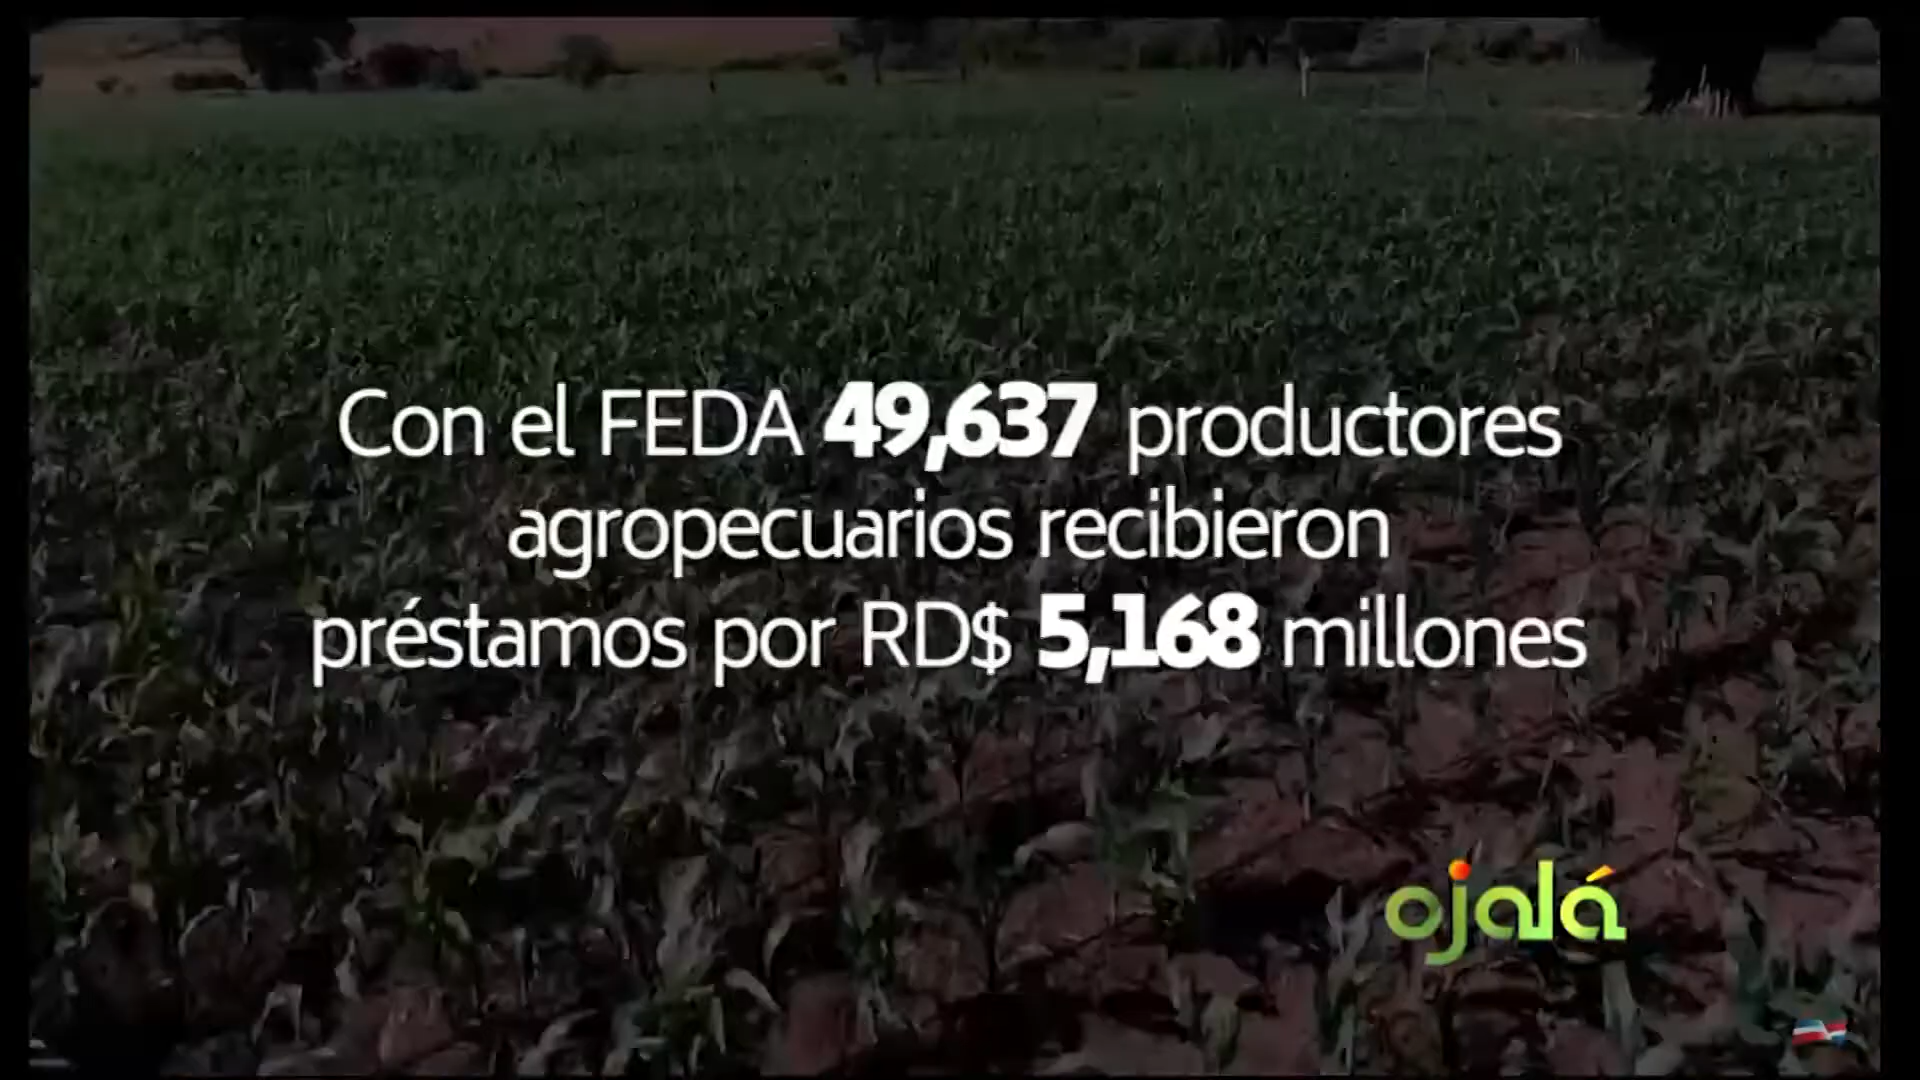 Con el FEDA 49,637 productores
agropecuarios recibieron
préstamos por RD$ 5,168 millones
ojalá